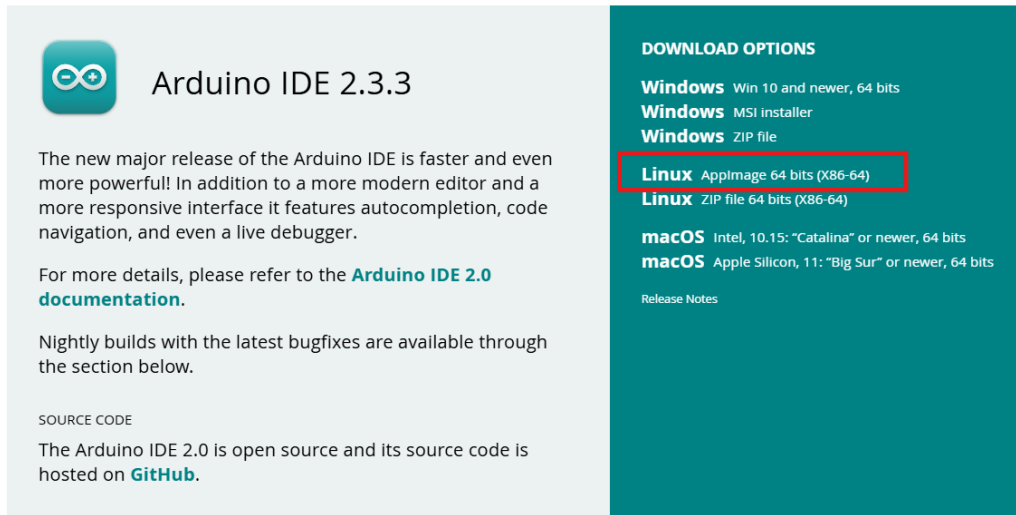 Arduino IDE 2.3.3
The new major release of the Arduino IDE is faster and even
more powerful! In addition to a more modern editor and a
more responsive interface it features autocompletion, code
navigation, and even a live debugger.
For more details, please refer to the Arduino IDE 2.0
documentation.
Nightly builds with the latest bugfixes are available through
the section below.
SOURCE CODE
The Arduino IDE 2.0 is open source and its source code is
hosted on GitHub.
DOWNLOAD OPTIONS
Windows Win 10 and newer, 64 bits
Windows MSI installer
Windows ZIP file
Linux AppImage 64 bits (X86-64)
Linux ZIP file 64 bits (X86-64)
macOS Intel, 10.15: “Catalina” or newer, 64 bits
macOS Apple Silicon, 11: “Big Sur” or newer, 64 bits
Release Notes